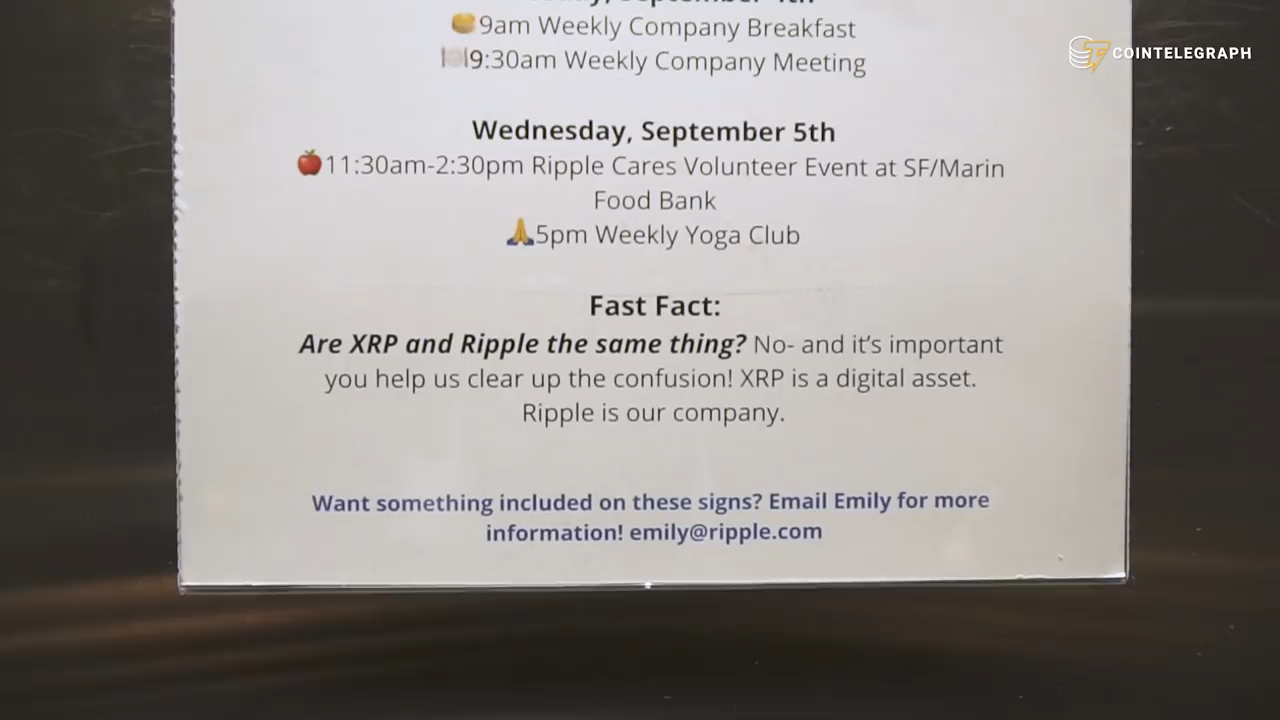 9am Weekly Company Breakfast
COINTELEGRAPH
9:30am Weekly Company Meeting
Wednesday, September 5th
11:30am-2:30pm Ripple Cares Volunteer Event at SF/Marin
Food Bank
5pm Weekly Yoga Club
Fast Fact:
Are XRP and Ripple the same thing? No- and it's important
you help us clear up the confusion! XRP is a digital asset.
Ripple is our company.
Want something included on these signs? Email Emily for more
information! emily@ripple.com